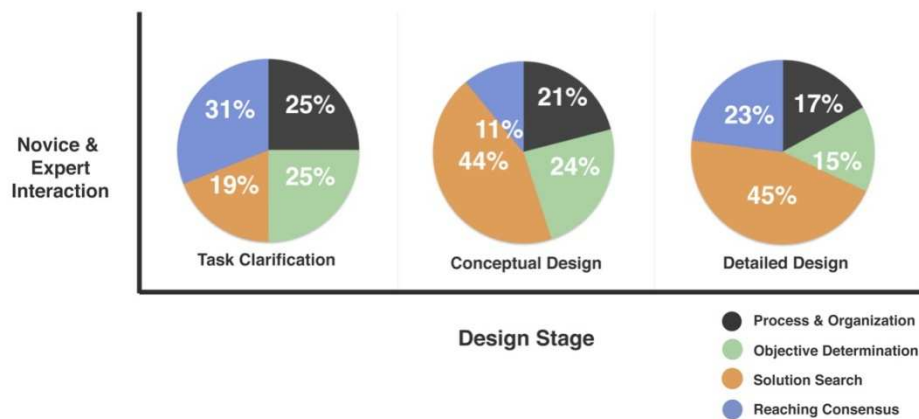 Novice &
Expert
Interaction
31%
25%
19%
25%
Task Clarification
11%
21%
44%
24%
Conceptual Design
23%
17%
15%
45%
Detailed Design
Design Stage
Process & Organization
Objective Determination
Solution Search
Reaching Consensus